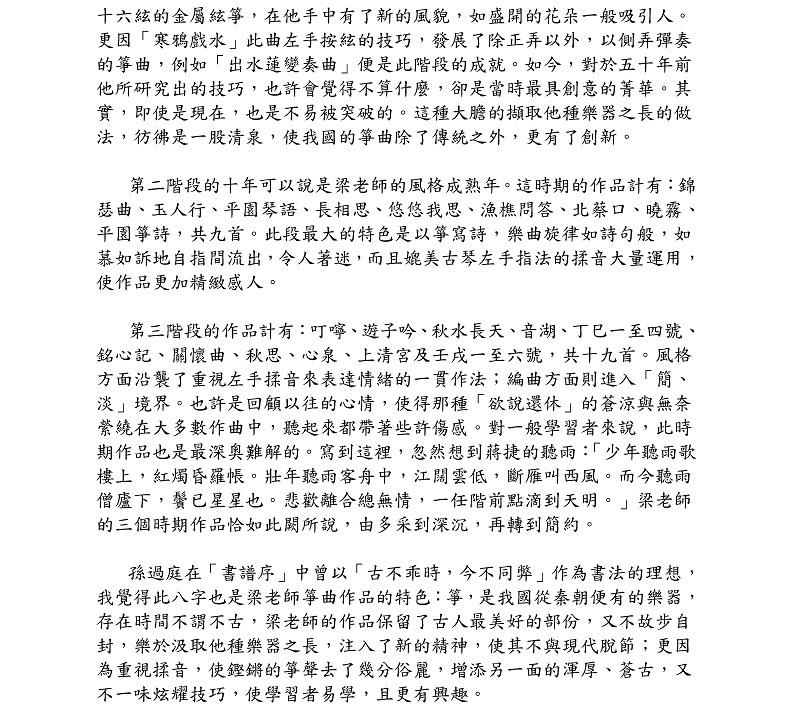 十六絃的金屬絃箏，在他手中有了新的風貌，如盛開的花朵一般吸引人。
更因「寒鴉戲水」此曲左手按絃的技巧，發展了除正弄以外，以側弄彈奏
的箏曲，例如「出水蓮變奏曲」便是此階段的成就。如今，對於五十年前
他所研究出的技巧，也許會覺得不算什麼，卻是當時最具創意的菁華。其
實，即使是現在，也是不易被突破的。這種大膽的擷取他種樂器之長的做
法，彷彿是一股清泉，使我國的箏曲除了傳統之外，更有了創新。
第二階段的十年可以說是梁老師的風格成熟年。這時期的作品計有：錦
瑟曲、玉人行、平園琴語、長相思、悠悠我思、漁樵問答、北蔡口、曉霧、
平園箏詩，共九首。此段最大的特色是以箏寫詩，樂曲旋律如詩句般，如
慕如訴地自指間流出，令人著迷，而且媲美古琴左手指法的揉音大量運用，
使作品更加精緻感人。
第三階段的作品計有：叮嚀、遊子吟、秋水長天、音湖、丁巳一至四號、
銘心記、關懷曲、秋思、心泉、上清宮及壬戌一至六號，共十九首。風格
方面沿襲了重視左手揉音來表達情緒的一貫作法；編曲方面則進入「簡、
淡」境界。也許是回顧以往的心情，使得那種「欲說還休」的蒼涼與無奈
縈繞在大多數作曲中，聽起來都帶著些許傷感。對一般學習者來說，此時
期作品也是最深奧難解的。寫到這裡，忽然想到蔣捷的聽雨：「少年聽雨歌
樓上，紅燭昏羅帳。壯年聽雨客舟中，江闊雲低，斷雁叫西風。而今聽雨
僧廬下，鬢已星星也。悲歡離合總無情，一任階前點滴到天明。」梁老師
的三個時期作品恰如此闋所說，由多采到深沉，再轉到簡約。
孫過庭在「書譜序」中曾以「古不乖時，今不同弊」作為書法的理想，
我覺得此八字也是梁老師箏曲作品的特色：箏，是我國從秦朝便有的樂器，
存在時間不謂不古，梁老師的作品保留了古人最美好的部份，又不故步自
封，樂於汲取他種樂器之長，注入了新的精神，使其不與現代脫節；更因
為重視揉音，使鏗鏘的箏聲去了幾分俗麗，增添另一面的渾厚、蒼古，又
不一味炫耀技巧，使學習者易學，且更有興趣。